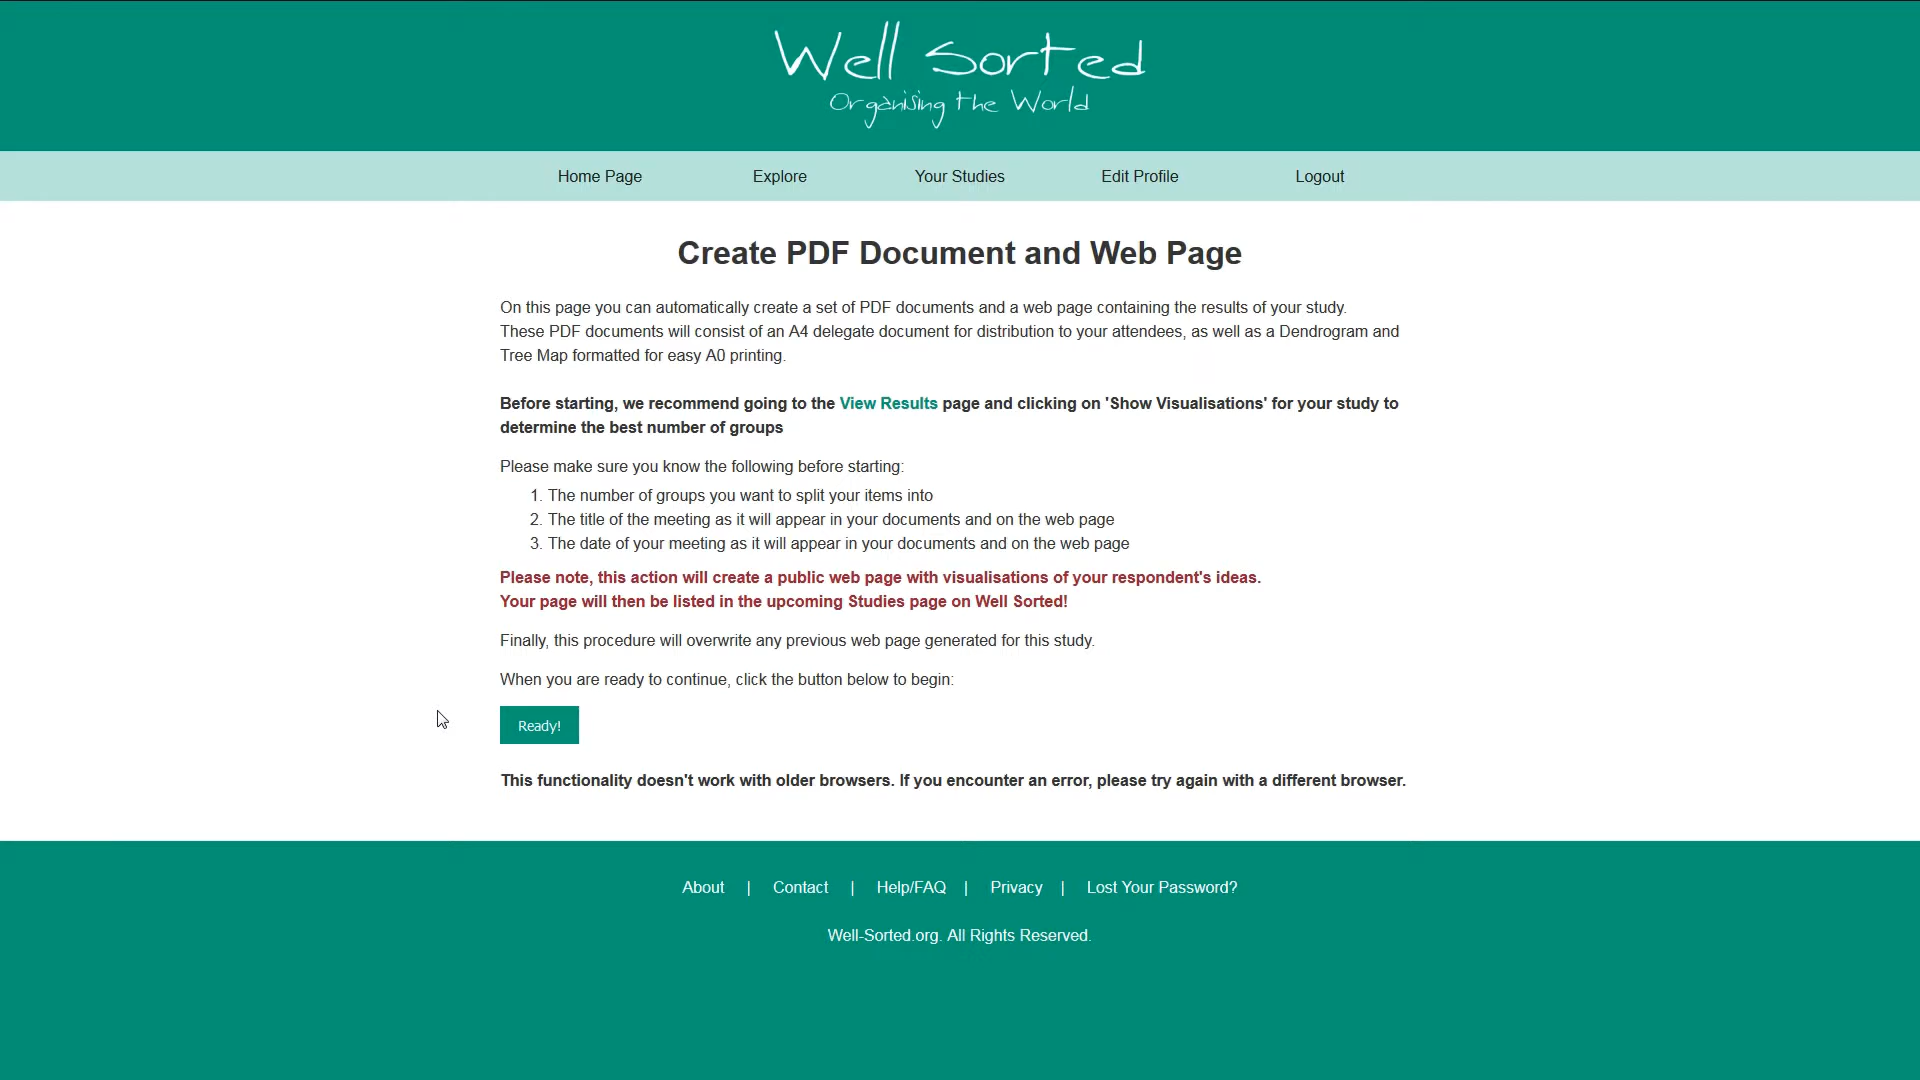 Well Sorted
Organising the World
Home Page
Explore
Your Studies
Edit Profile
Logout
Create PDF Document and Web Page
On this page you can automatically create a set of PDF documents and a web page containing the results of your study.
These PDF documents will consist of an A4 delegate document for distribution to your attendees, as well as a Dendrogram and
Tree Map formatted for easy A0 printing.
Before starting, we recommend going to the View Results page and clicking on 'Show Visualisations' for your study to
determine the best number of groups
Please make sure you know the following before starting:
1. The number of groups you want to split your items into
2. The title of the meeting as it will appear in your documents and on the web page
3. The date of your meeting as it will appear in your documents and on the web page
Please note, this action will create a public web page with visualisations of your respondent's ideas.
Your page will then be listed in the upcoming Studies page on Well Sorted!
Finally, this procedure will overwrite any previous web page generated for this study.
When you are ready to continue, click the button below to begin:
Ready!
This functionality doesn't work with older browsers. If you encounter an error, please try again with a different browser.
About | Contact | Help/FAQ | Privacy | Lost Your Password?
Well-Sorted.org. All Rights Reserved.